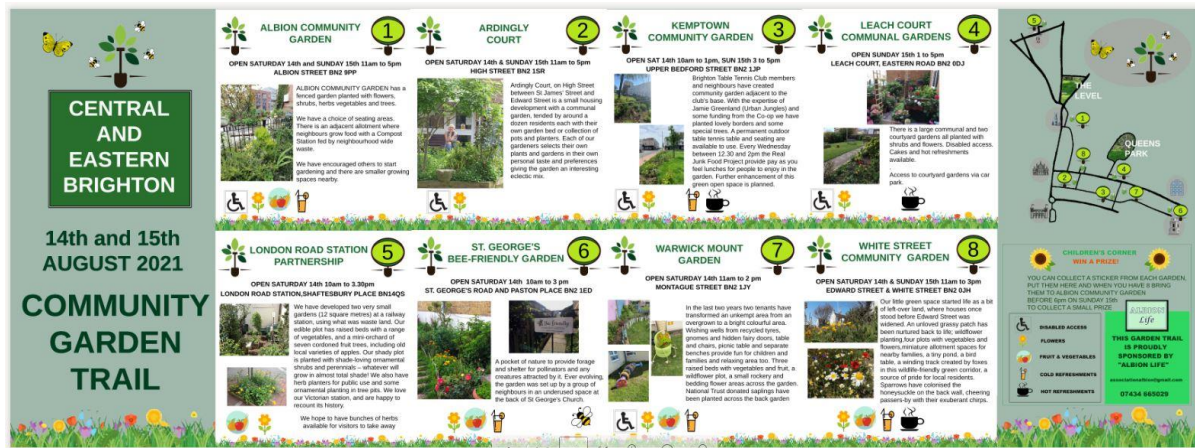 CENTRAL
AND
EASTERN
BRIGHTON
14th and 15th
AUGUST 2021
COMMUNITY
GARDEN
TRAIL
ALBION COMMUNITY
GARDEN
1
OPEN SATURDAY 14th and SUNDAY 15th 11am to 5pm
ALBION STREET BN2 9PP
ALBION COMMUNITY GARDEN has a
fenced garden planted with flowers,
shrubs, herbs vegetables and trees.
We have a choice of seating areas.
There is an adjacent allotment where
neighbours grow food with a Compost
Station fed by neighbourhood wide
waste.
We have encouraged others to start
gardening and there are smaller growing
spaces nearby.
ARDINGLY
COURT
2
OPEN SATURDAY 14th & SUNDAY 15th 11am to 5pm
HIGH STREET BN2 1SR
Ardingly Court, on High Street
between St James' Street and
Edward Street is a small housing
development with a communal
garden, tended by around a
dozen residents each with their
own garden bed or collection of
pots and planters. Each of our
gardeners selects their own
plants and gardens in their own
personal taste and preferences
giving the garden an interesting
eclectic mix.
KEMPTOWN
COMMUNITY GARDEN
3
OPEN SAT 14th 10am to 1pm, SUN 15th 3 to 5pm
UPPER BEDFORD STREET BN2 1JP
Brighton Table Tennis Club members
and neighbours have created
community garden adjacent to the
club's base. With the expertise of
Jamie Greenland (Urban Jungles) and
some funding from the Co-op we have
planted lovely borders and some
special trees. A permanent outdoor
table tennis table and seating are
available to use. Every Wednesday
between 12.30 and 2pm the Real
Junk Food Project provide pay as you
feel lunches for people to enjoy in the
garden. Further enhancement of this
green open space is planned.
LEACH COURT
COMMUNAL GARDENS
4
OPEN SUNDAY 15th 1 to 5pm
LEACH COURT, EASTERN ROAD BN2 0DJ
There is a large communal and two
courtyard gardens all planted with
shrubs and flowers. Disabled access.
Cakes and hot refreshments
available.
Access to courtyard gardens via car
park.
LONDON ROAD STATION
PARTNERSHIP
5
OPEN SATURDAY 14th 10am to 3.30pm
LONDON ROAD STATION,SHAFTESBURY PLACE BN14QS
We have developed two very small
gardens (12 square metres) at a railway
station, using what was waste land. Our
edible plot has raised beds with a range
of vegetables, and a mini-orchard of
seven cordoned fruit trees, including old
local varieties of apples. Our shady plot
is planted with shade-loving ornamental
shrubs and perennials – whatever will
grow in almost total shade! We also have
herb planters for public use and some
ornamental planting in tree pits. We love
our Victorian station, and are happy to
recount its history.
We hope to have bunches of herbs
available for visitors to take away
ST. GEORGE'S
BEE-FRIENDLY GARDEN
6
OPEN SATURDAY 14th 10am to 3 pm
ST. GEORGE'S ROAD AND PASTON PLACE BN2 1ED
A pocket of nature to provide forage
and shelter for pollinators and any
creatures attracted by it. Ever evolving,
the garden was set up by a group of
neighbours in an underused space at
the back of St George's Church.
WARWICK MOUNT
GARDEN
7
OPEN SATURDAY 14th 11am to 2 pm
MONTAGUE STREET BN2 1JY
In the last two years two tenants have
transformed an unkempt area from an
overgrown to a bright colourful area.
Wishing wells from recycled tyres,
gnomes and hidden fairy doors, table
and chairs, picnic table and separate
benches provide fun for children and
families and relaxing area too. Three
raised beds with vegetables and fruit, a
wildflower plot, a small rockery and
bedding flower areas across the garden.
National Trust donated saplings have
been planted across the back garden
WHITE STREET
COMMUNITY GARDEN
8
OPEN SATURDAY 14th & SUNDAY 15th 11am to 3pm
EDWARD STREET & WHITE STREET BN2 0JH
Our little green space started life as a bit
of left-over land, where houses once
stood before Edward Street was
widened. An unloved grassy patch has
been nurtured back to life; wildflower
planting,four plots with vegetables and
flowers,miniature allotment spaces for
nearby families, a tiny pond, a bird
table, a winding track created by foxes
in this wildlife-friendly green corridor, a
source of pride for local residents.
Sparrows have colonised the
honeysuckle on the back wall, cheering
passers-by with their exuberant chirps.
5
THE
LEVEL
1
QUEENS
PARK
8
2
4
3
7
6
CHILDREN'S CORNER
WIN A PRIZE!
YOU CAN COLLECT A STICKER FROM EACH GARDEN.
PUT THEM HERE AND WHEN YOU HAVE 8 BRING
THEM TO ALBION COMMUNITY GARDEN
BEFORE 5pm ON SUNDAY 15th
TO COLLECT A SMALL PRIZE
DISABLED ACCESS
FLOWERS
FRUIT & VEGETABLES
COLD REFRESHMENTS
HOT REFRESHMENTS
ALBION
Life
THIS GARDEN TRAIL
IS PROUDLY
SPONSORED BY
"ALBION LIFE"
07434 665029